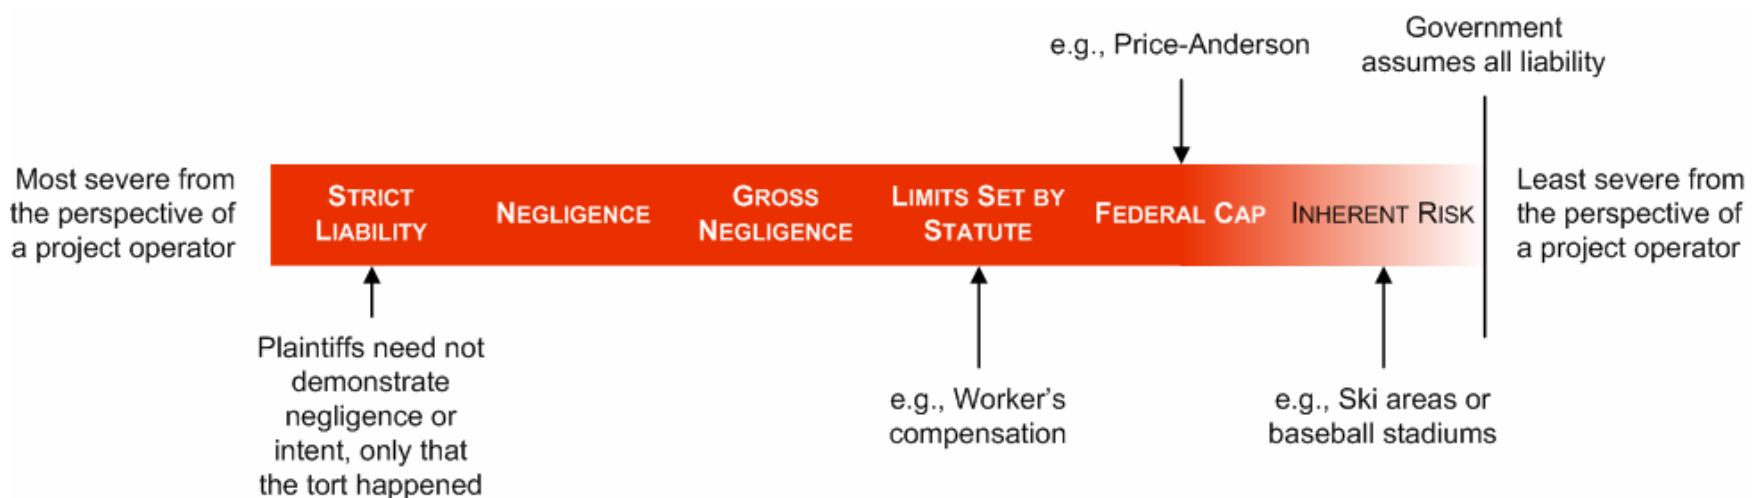 e.g., Price-Anderson
Government
assumes all liability
Most severe from
the perspective of
a project operator
STRICT
LIABILITY
NEGLIGENCE
GROSS
NEGLIGENCE
LIMITS SET BY
STATUTE
FEDERAL CAP
INHERENT RISK
Least severe from
the perspective of
a project operator
Plaintiffs need not
demonstrate
negligence or
intent, only that
the tort happened
e.g., Worker's
compensation
e.g., Ski areas or
baseball stadiums